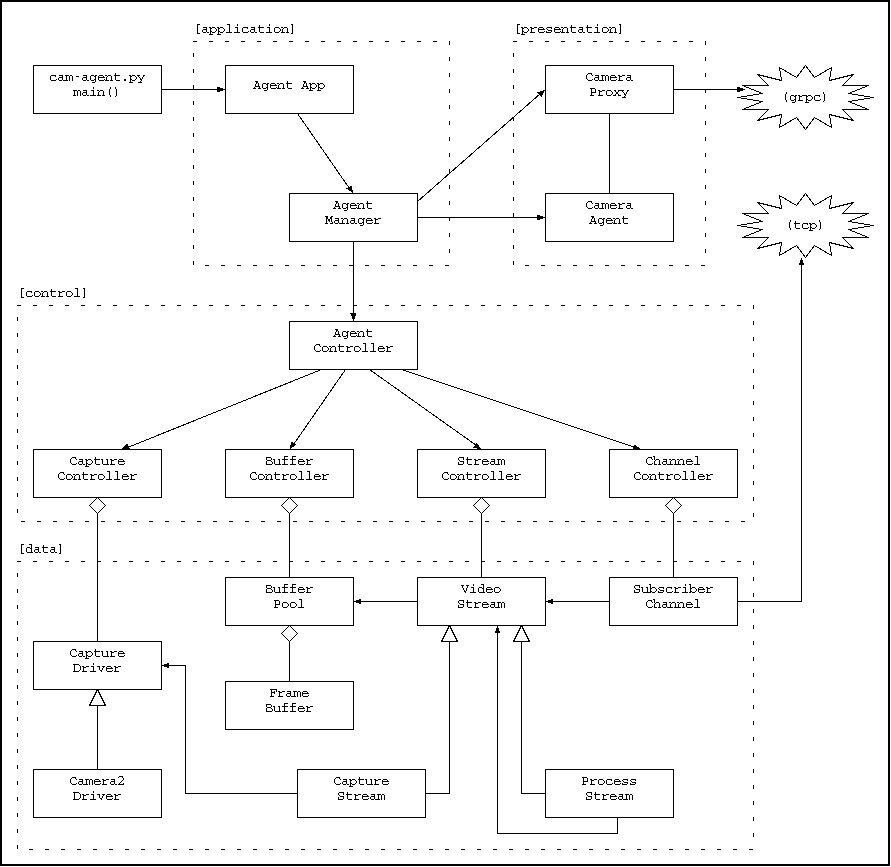 [application]
[presentation]
cam-agent.py
main()
Agent App
Camera
Proxy
(grpc)
Agent
Manager
Camera
Agent
(tcp)
[control]
Agent
Controller
Capture
Controller
Buffer
Controller
Stream
Controller
Channel
Controller
[data]
Buffer
Pool
Video
Stream
Subscriber
Channel
Capture
Driver
Frame
Buffer
Camera2
Driver
Capture
Stream
Process
Stream